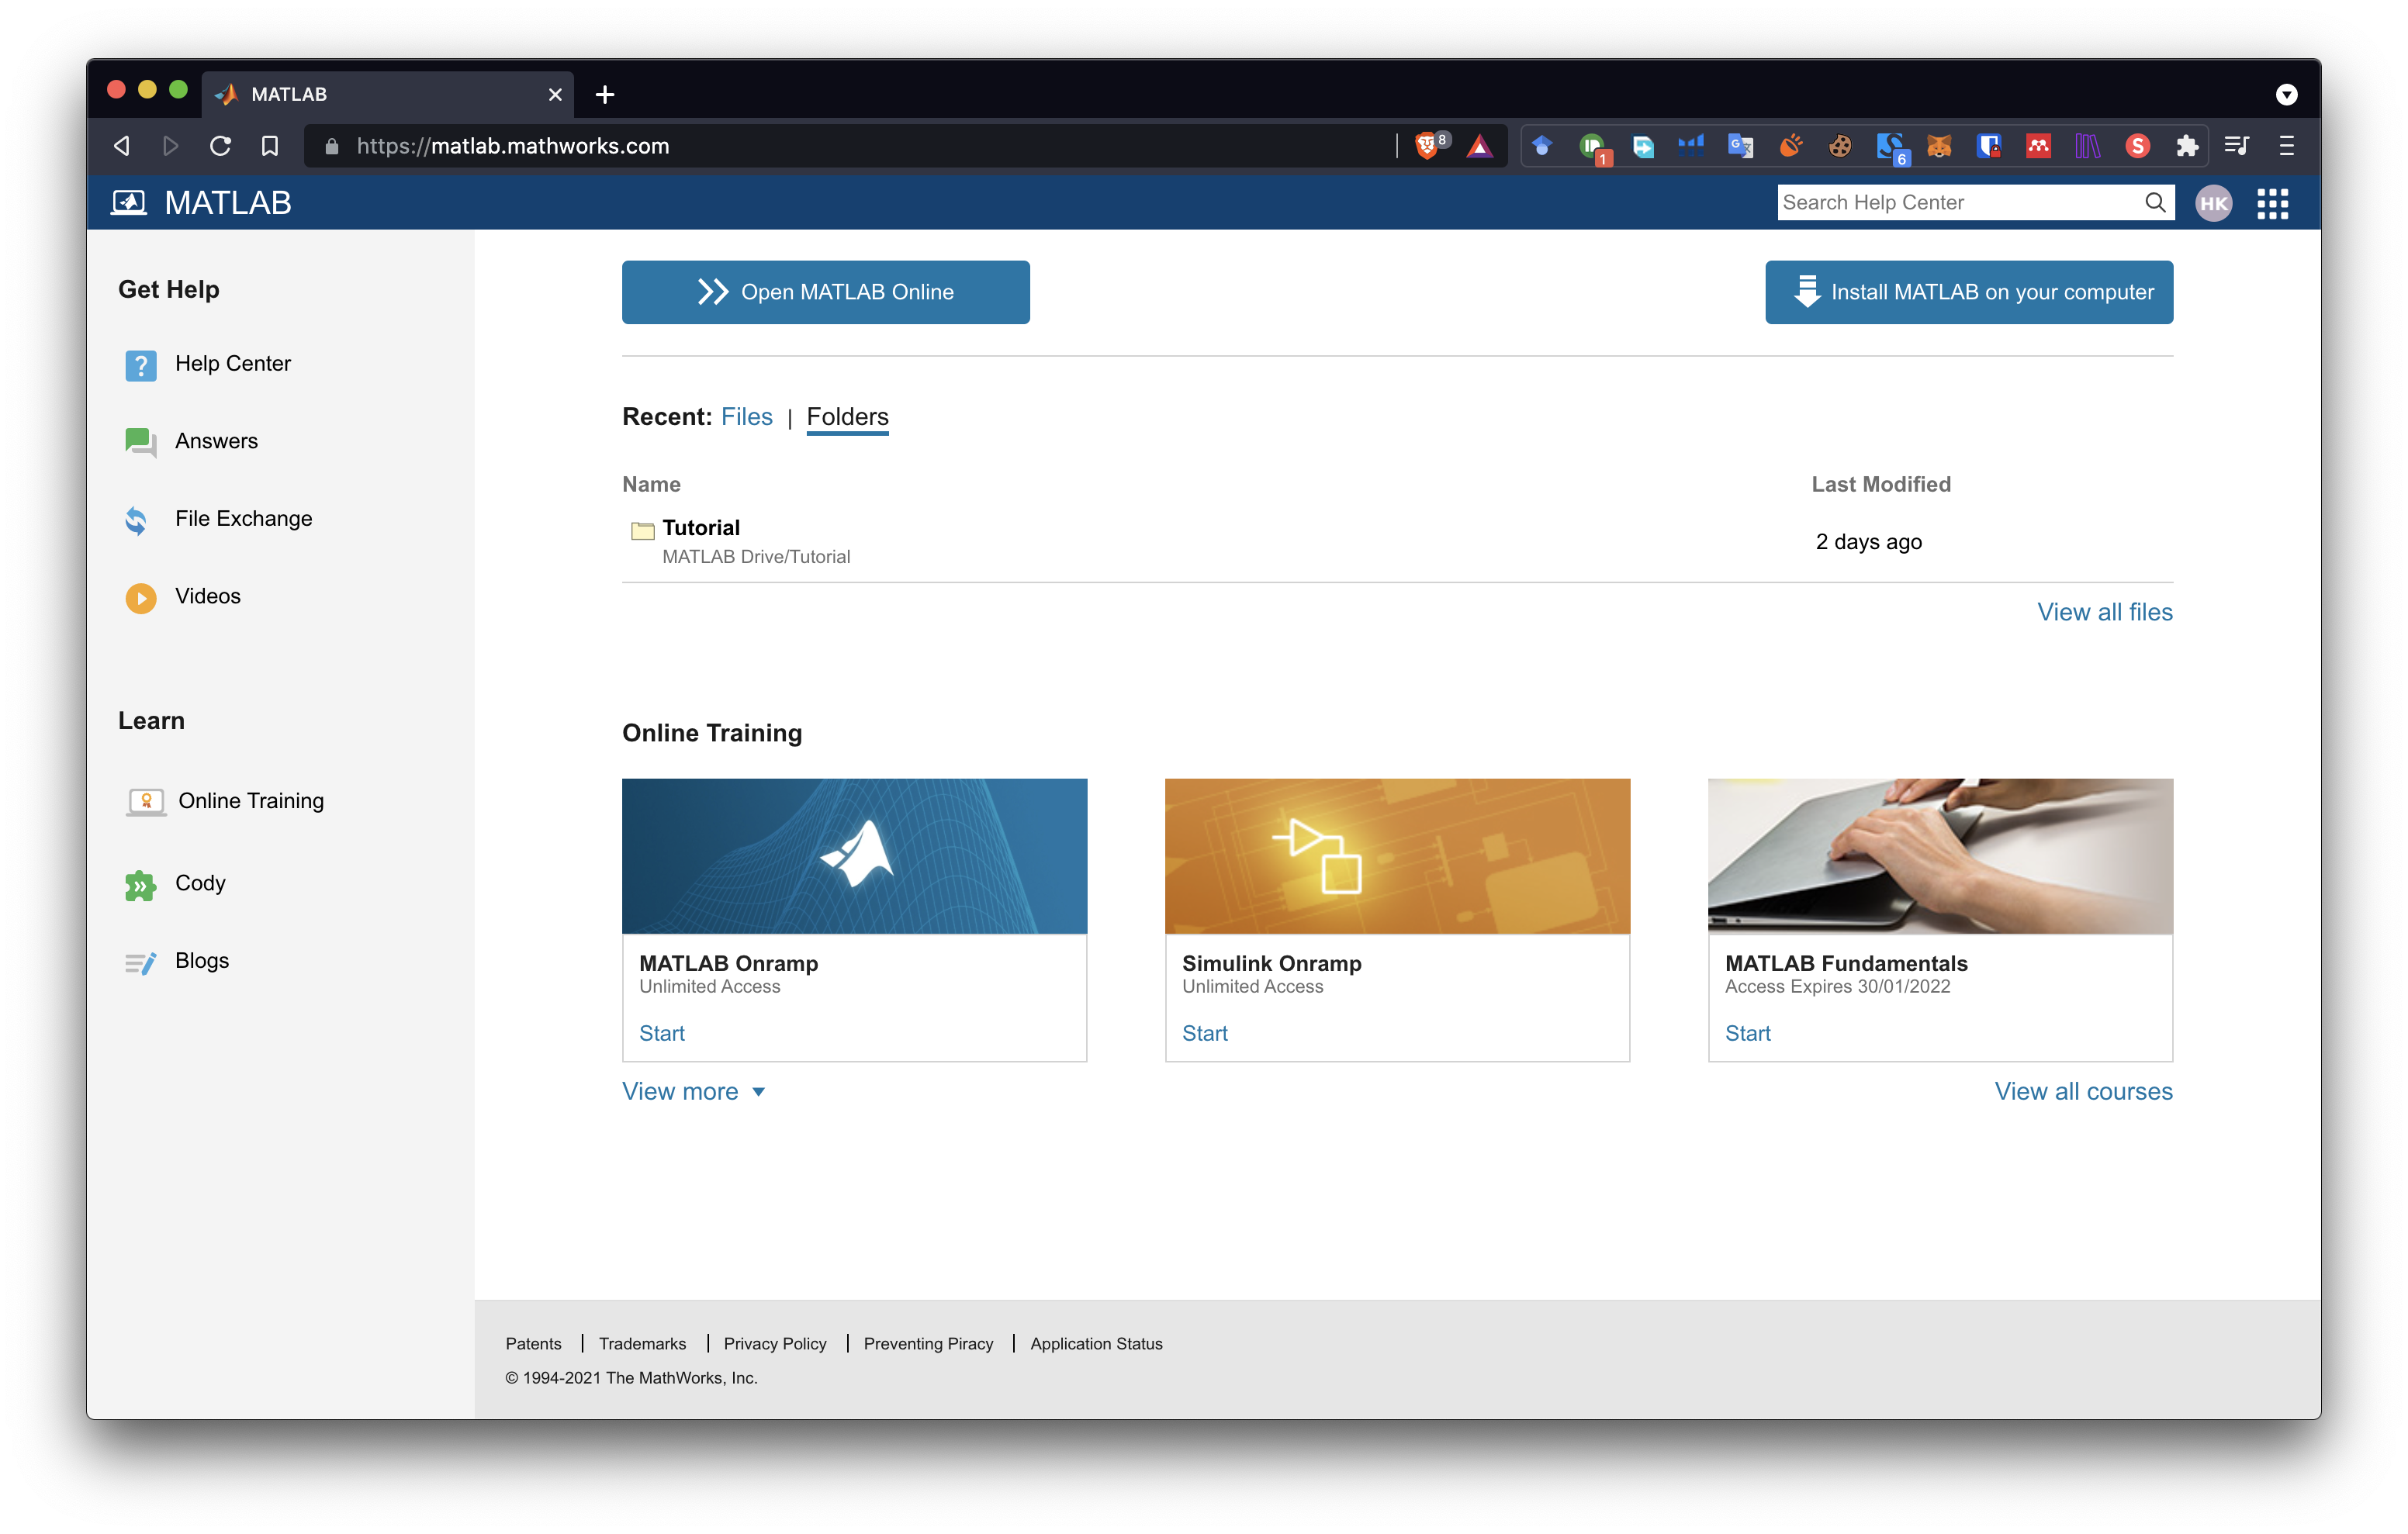 MATLAB
https://matlab.mathworks.com
8
1
6
S
MATLAB
Search Help Center
HK
Get Help
Help Center
Answers
File Exchange
Videos
Learn
Online Training
Cody
Blogs
Open MATLAB Online
Install MATLAB on your computer
Recent: Files | Folders
Name
Last Modified
Tutorial
MATLAB Drive/Tutorial
2 days ago
View all files
Online Training
MATLAB Onramp
Unlimited Access
Start
Simulink Onramp
Unlimited Access
Start
MATLAB Fundamentals
Access Expires 30/01/2022
Start
View more
View all courses
Patents | Trademarks | Privacy Policy | Preventing Piracy | Application Status
© 1994-2021 The MathWorks, Inc.